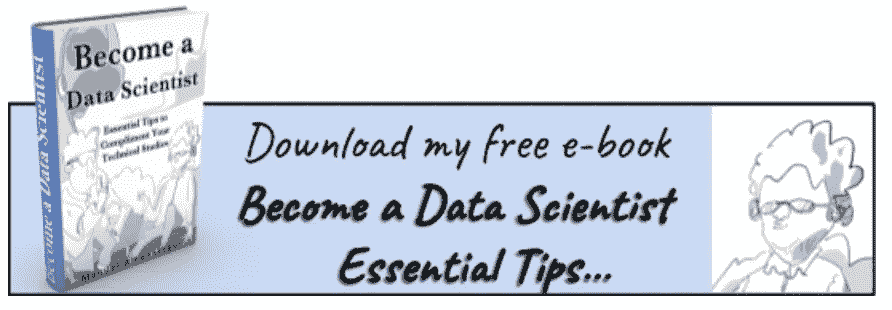 Become a
Data Scientist
Essential Tips to
Compliment Your
Technical Studies
Become a Data Scientist
Download my free e-book
Become a Data Scientist
Essential Tips...